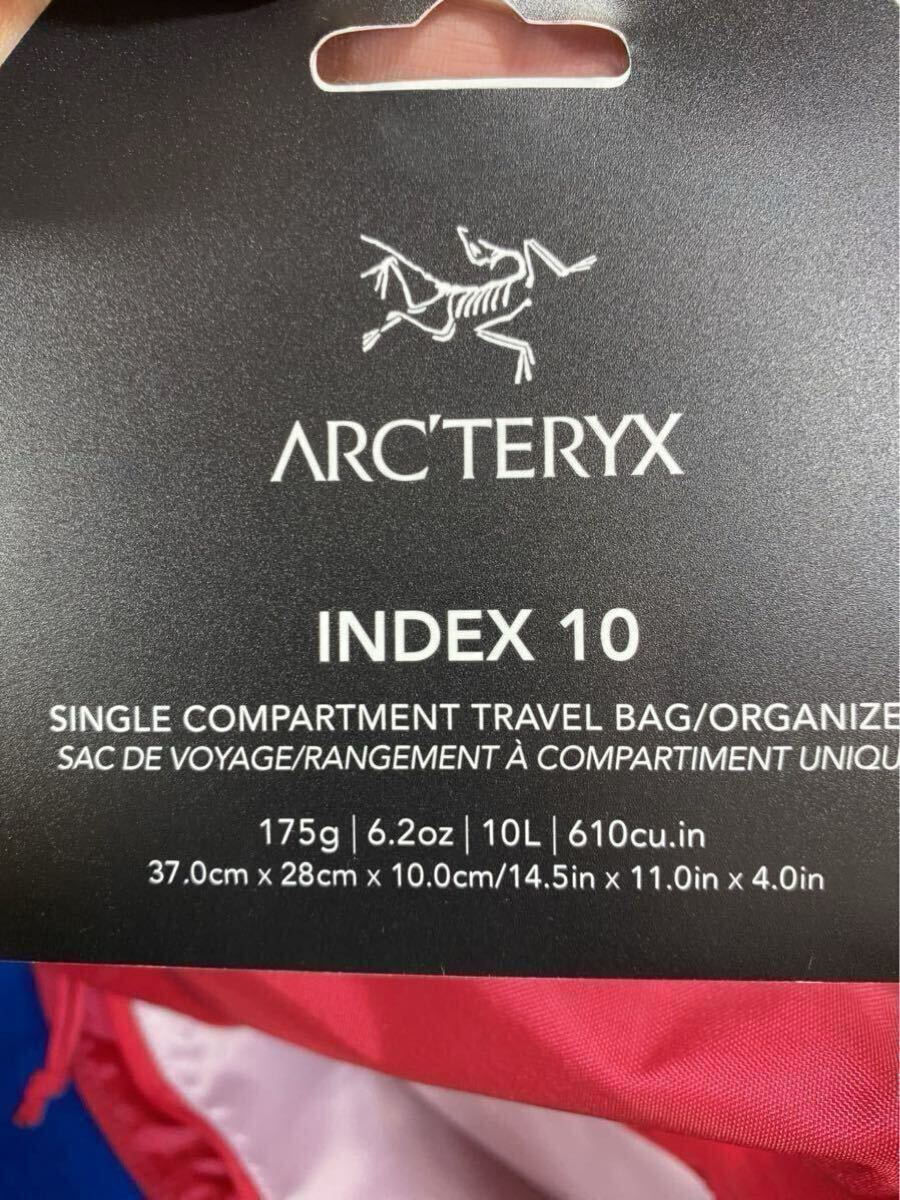 ARC'TERYX
INDEX 10
SINGLE COMPARTMENT TRAVEL BAG/ORGANIZE
SAC DE VOYAGE/RANGEMENT À COMPARTIMENT UNIQU
175g | 6.2oz | 10L | 610cu.in
37.0cm x 28cm x 10.0cm/14.5in x 11.0in x 4.0in